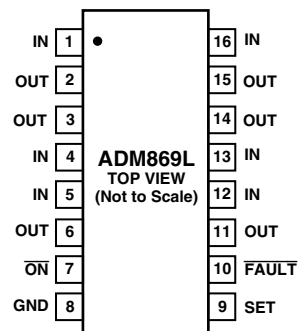 IN 1 16 IN
OUT 2 15 OUT
OUT 3 14 OUT
IN 4 ADM869L 13 IN
TOP VIEW
IN 5 (Not to Scale) 12 IN
OUT 6 11 OUT
ON 7 10 FAULT
GND 8 9 SET